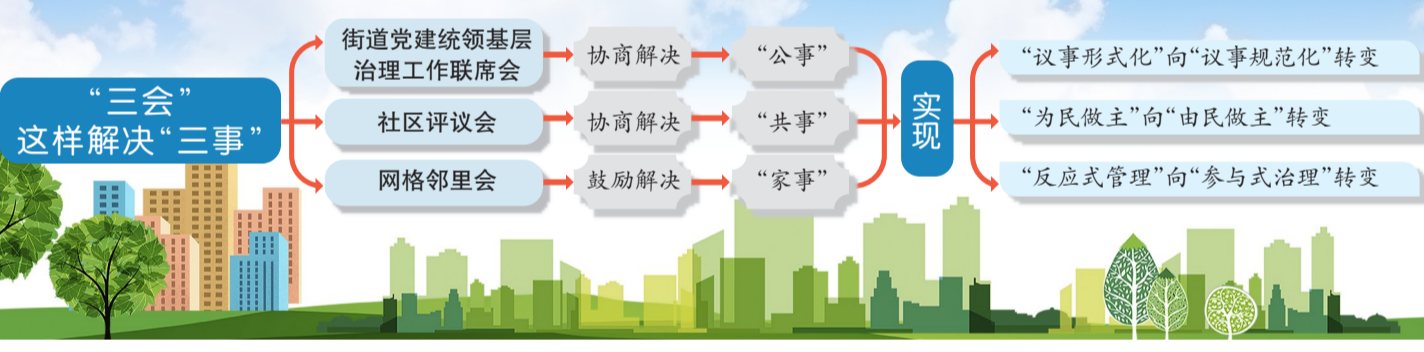 “三会”
这样解决“三事”
街道党建统领基层
治理工作联席会
协商解决
“公事”
社区评议会
协商解决
“共事”
网格邻里会
鼓励解决
“家事”
实现
“议事形式化”向“议事规范化”转变
“为民做主”向“由民做主”转变
“反应式管理”向“参与式治理”转变